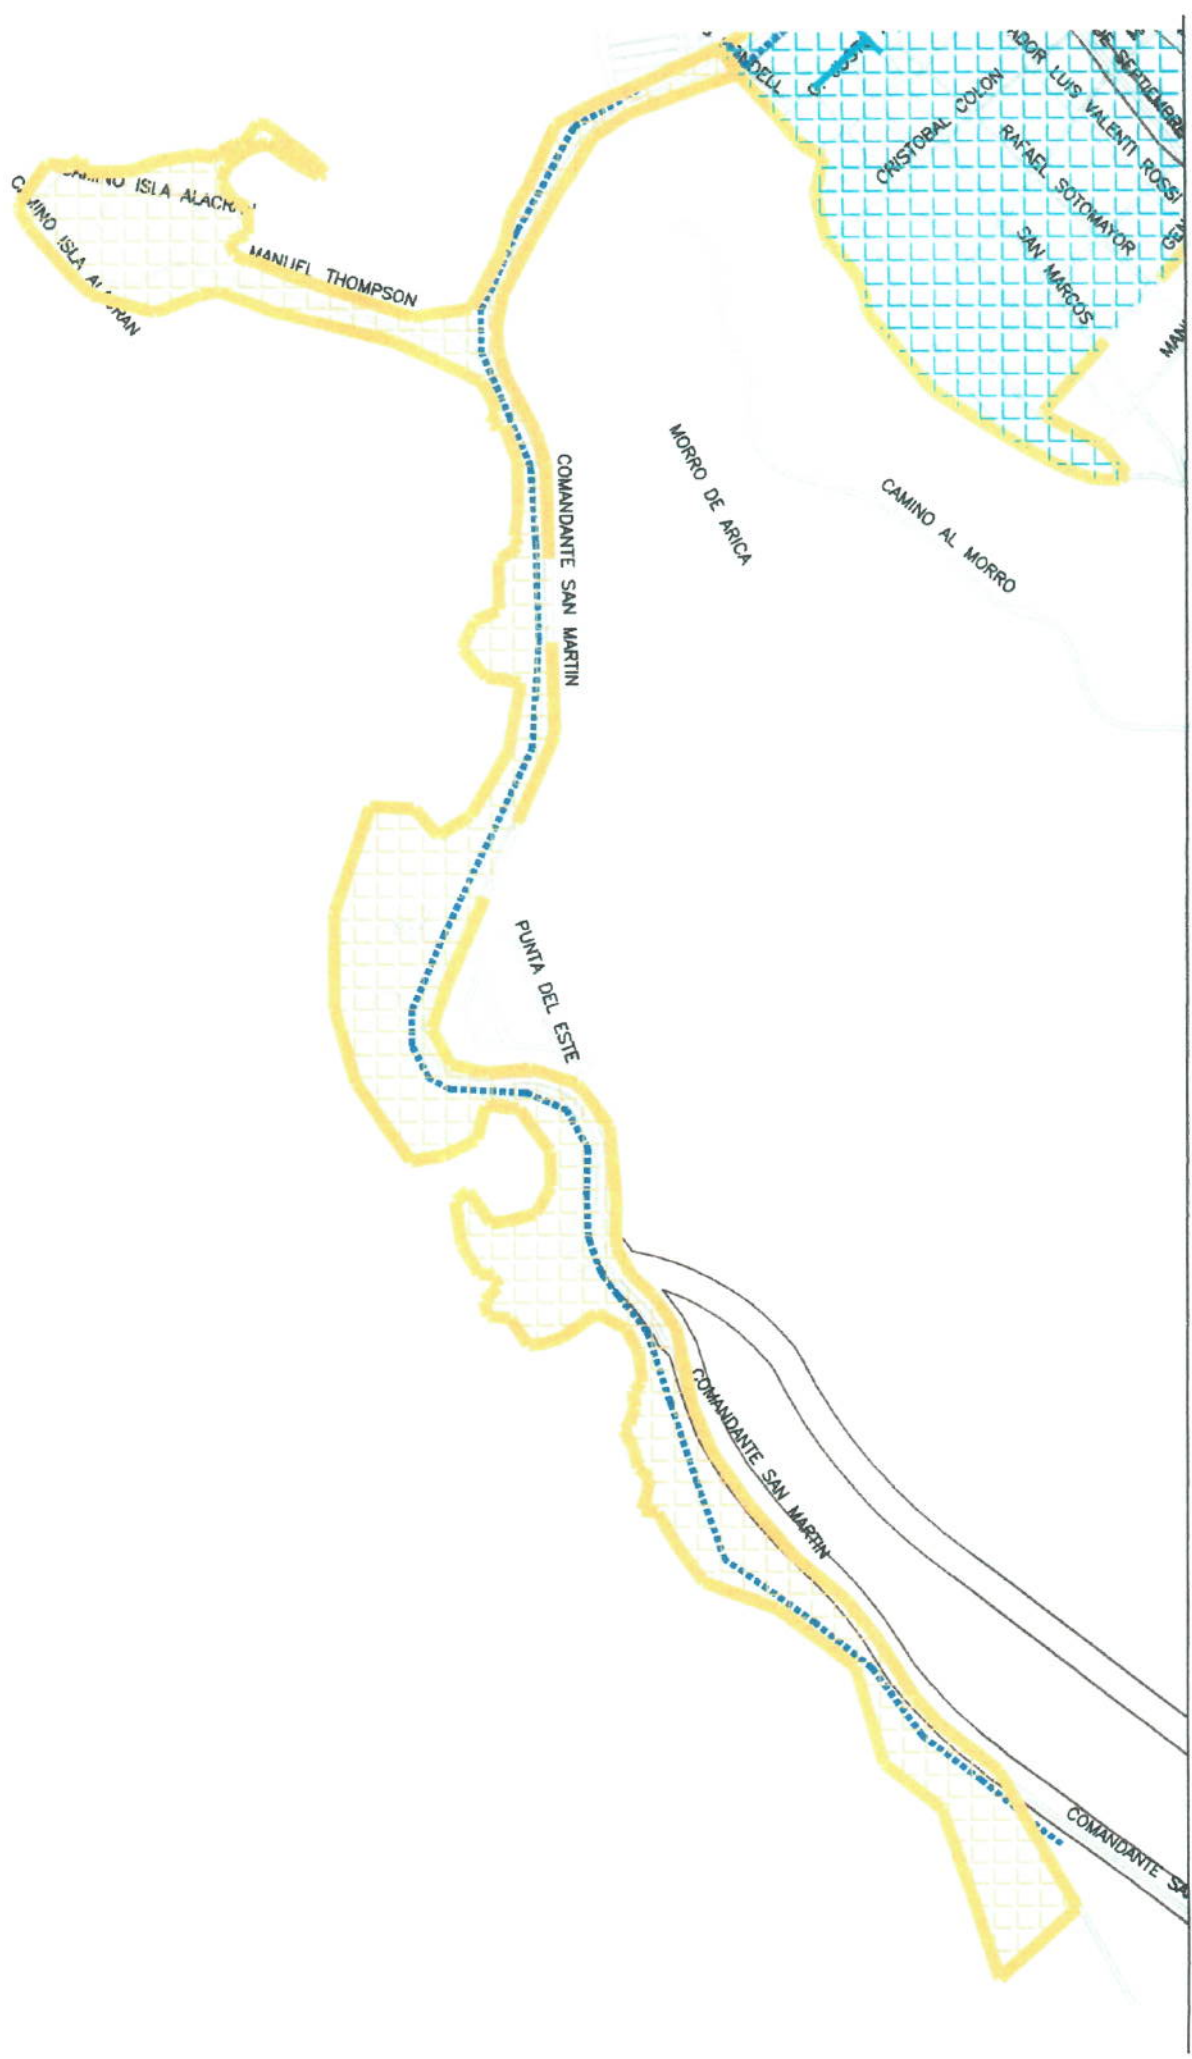 CRISTOBAL COLON
LUIS VALENTI ROSSI
SEPTIEMBRE
RAFAEL SOTOMAYOR
SAN MARCOS
CAMINO ISLA
ISLA
MANUEL THOMPSON
COMANDANTE SAN MARTIN
MORRO DE ARICA
CAMINO AL MORRO
PUNTA DEL ESTE
COMANDANTE SAN MARTIN
COMANDANTE